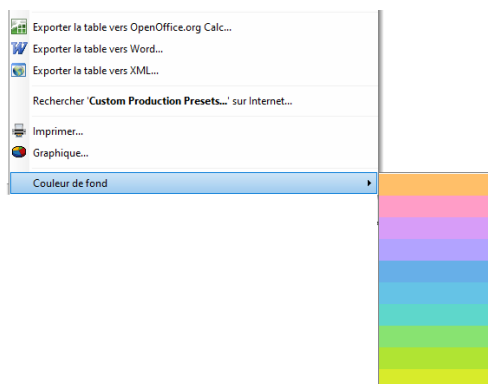 Exporter la table vers OpenOffice.org Calc...
Exporter la table vers Word...
Exporter la table vers XML...
Rechercher 'Custom Production Presets...' sur Internet...
Imprimer...
Graphique...
Couleur de fond